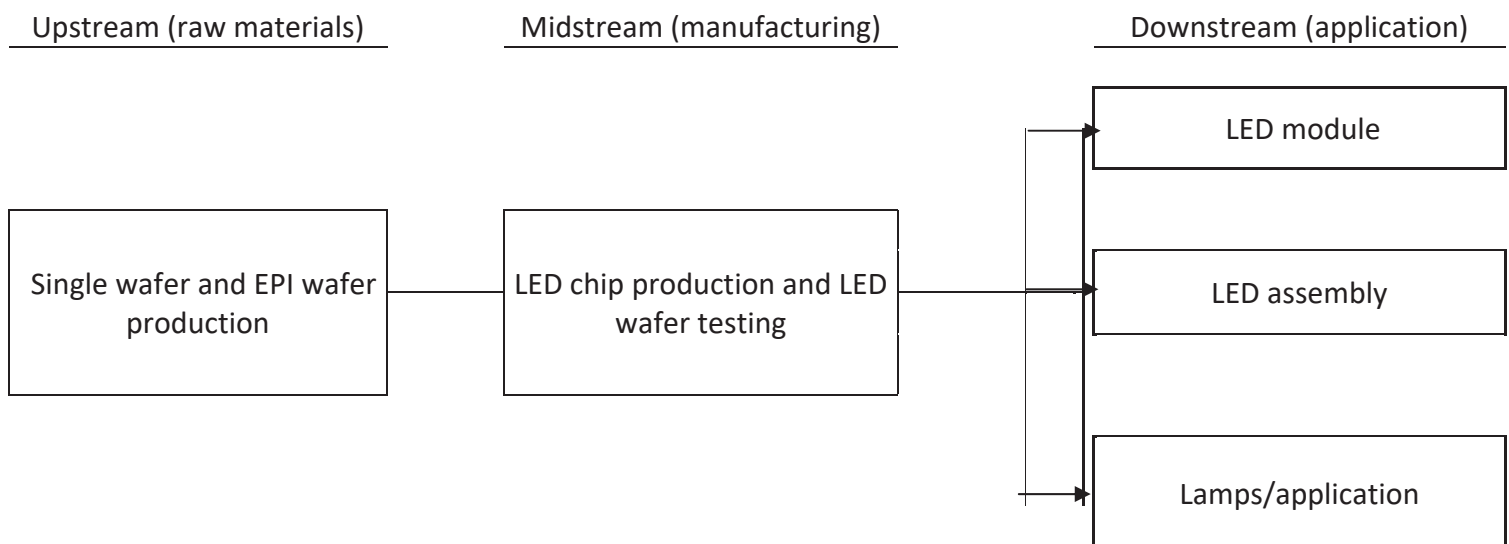 Upstream (raw materials)
Midstream (manufacturing)
Downstream (application)
LED module
Single wafer and EPI wafer
production
LED chip production and LED
wafer testing
LED assembly
Lamps/application